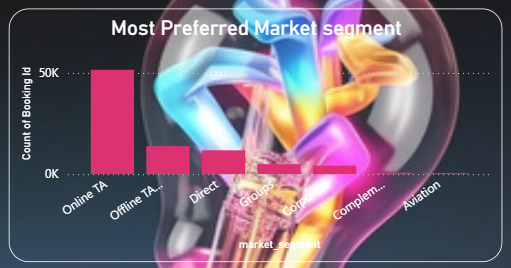 Most Preferred Market segment
Count of Booking Id
50K
0K
Online TA
Offline TA...
Direct
Groups
Complem...
Aviation
market_segment